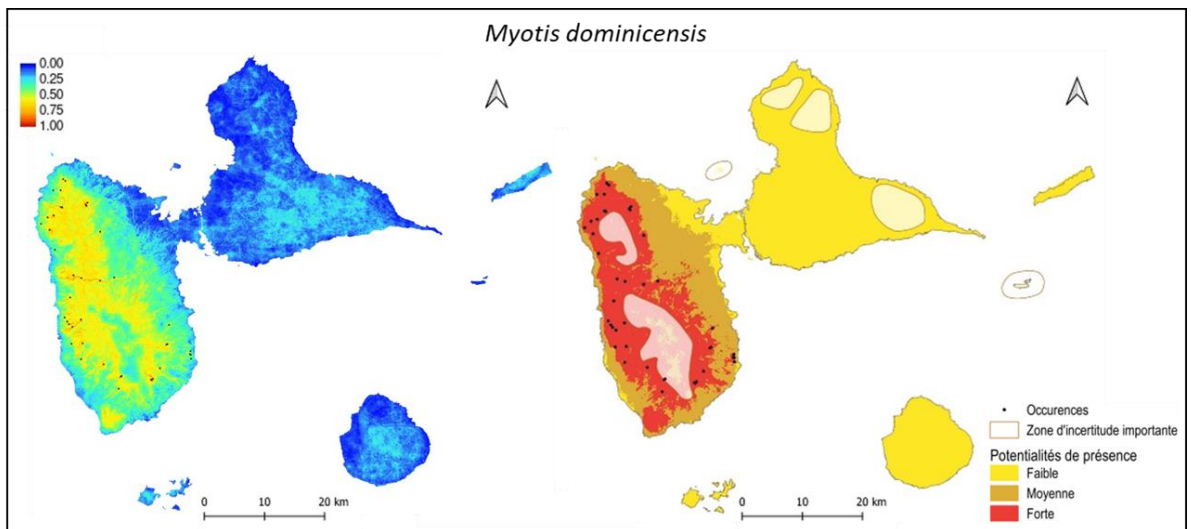 Myotis dominicensis
0.00
0.25
0.50
0.75
1.00
0 10 20 km
Occurences
Zone d'incertitude importante
Potentialités de présence
Faible
Moyenne
Forte
0 10 20 km